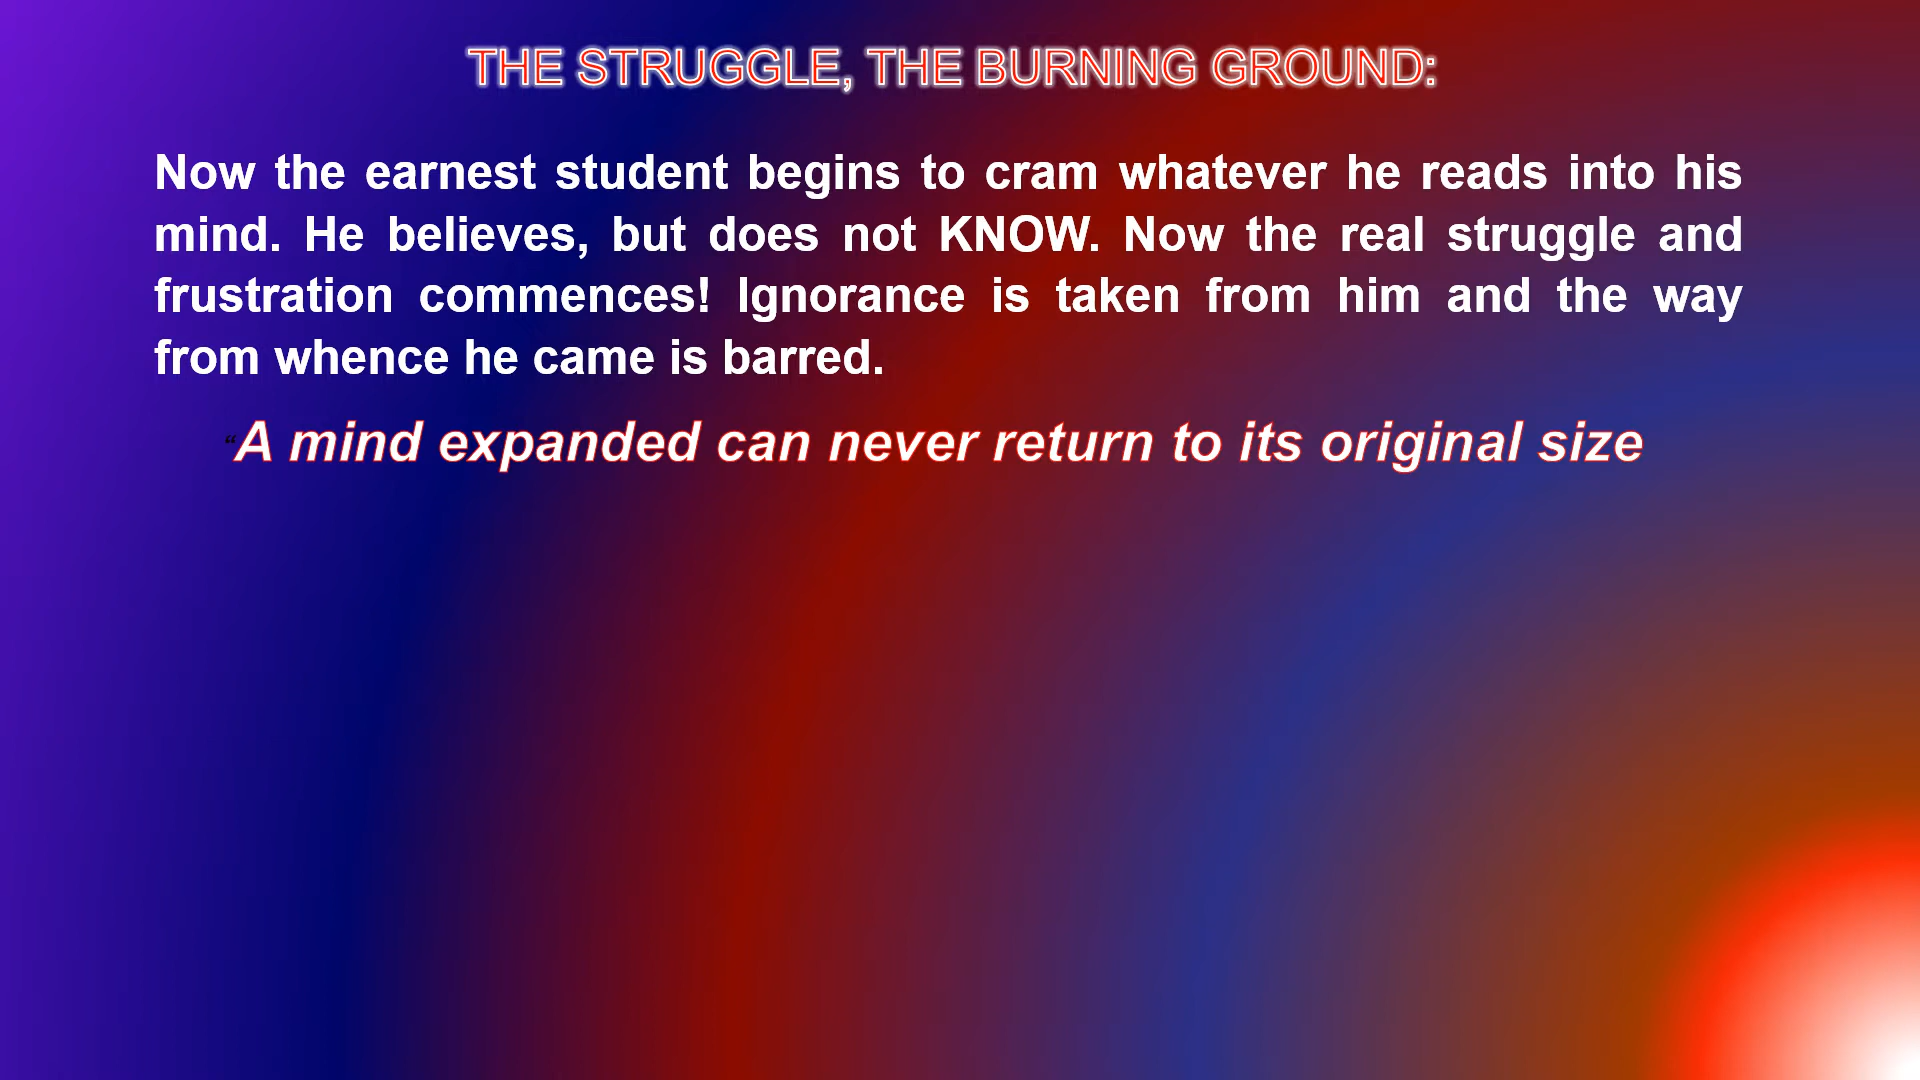 THE STRUGGLE, THE BURNING GROUND:
Now the earnest student begins to cram whatever he reads into his
mind. He believes, but does not KNOW. Now the real struggle and
frustration commences! Ignorance is taken from him and the way
from whence he came is barred.
“A mind expanded can never return to its original size